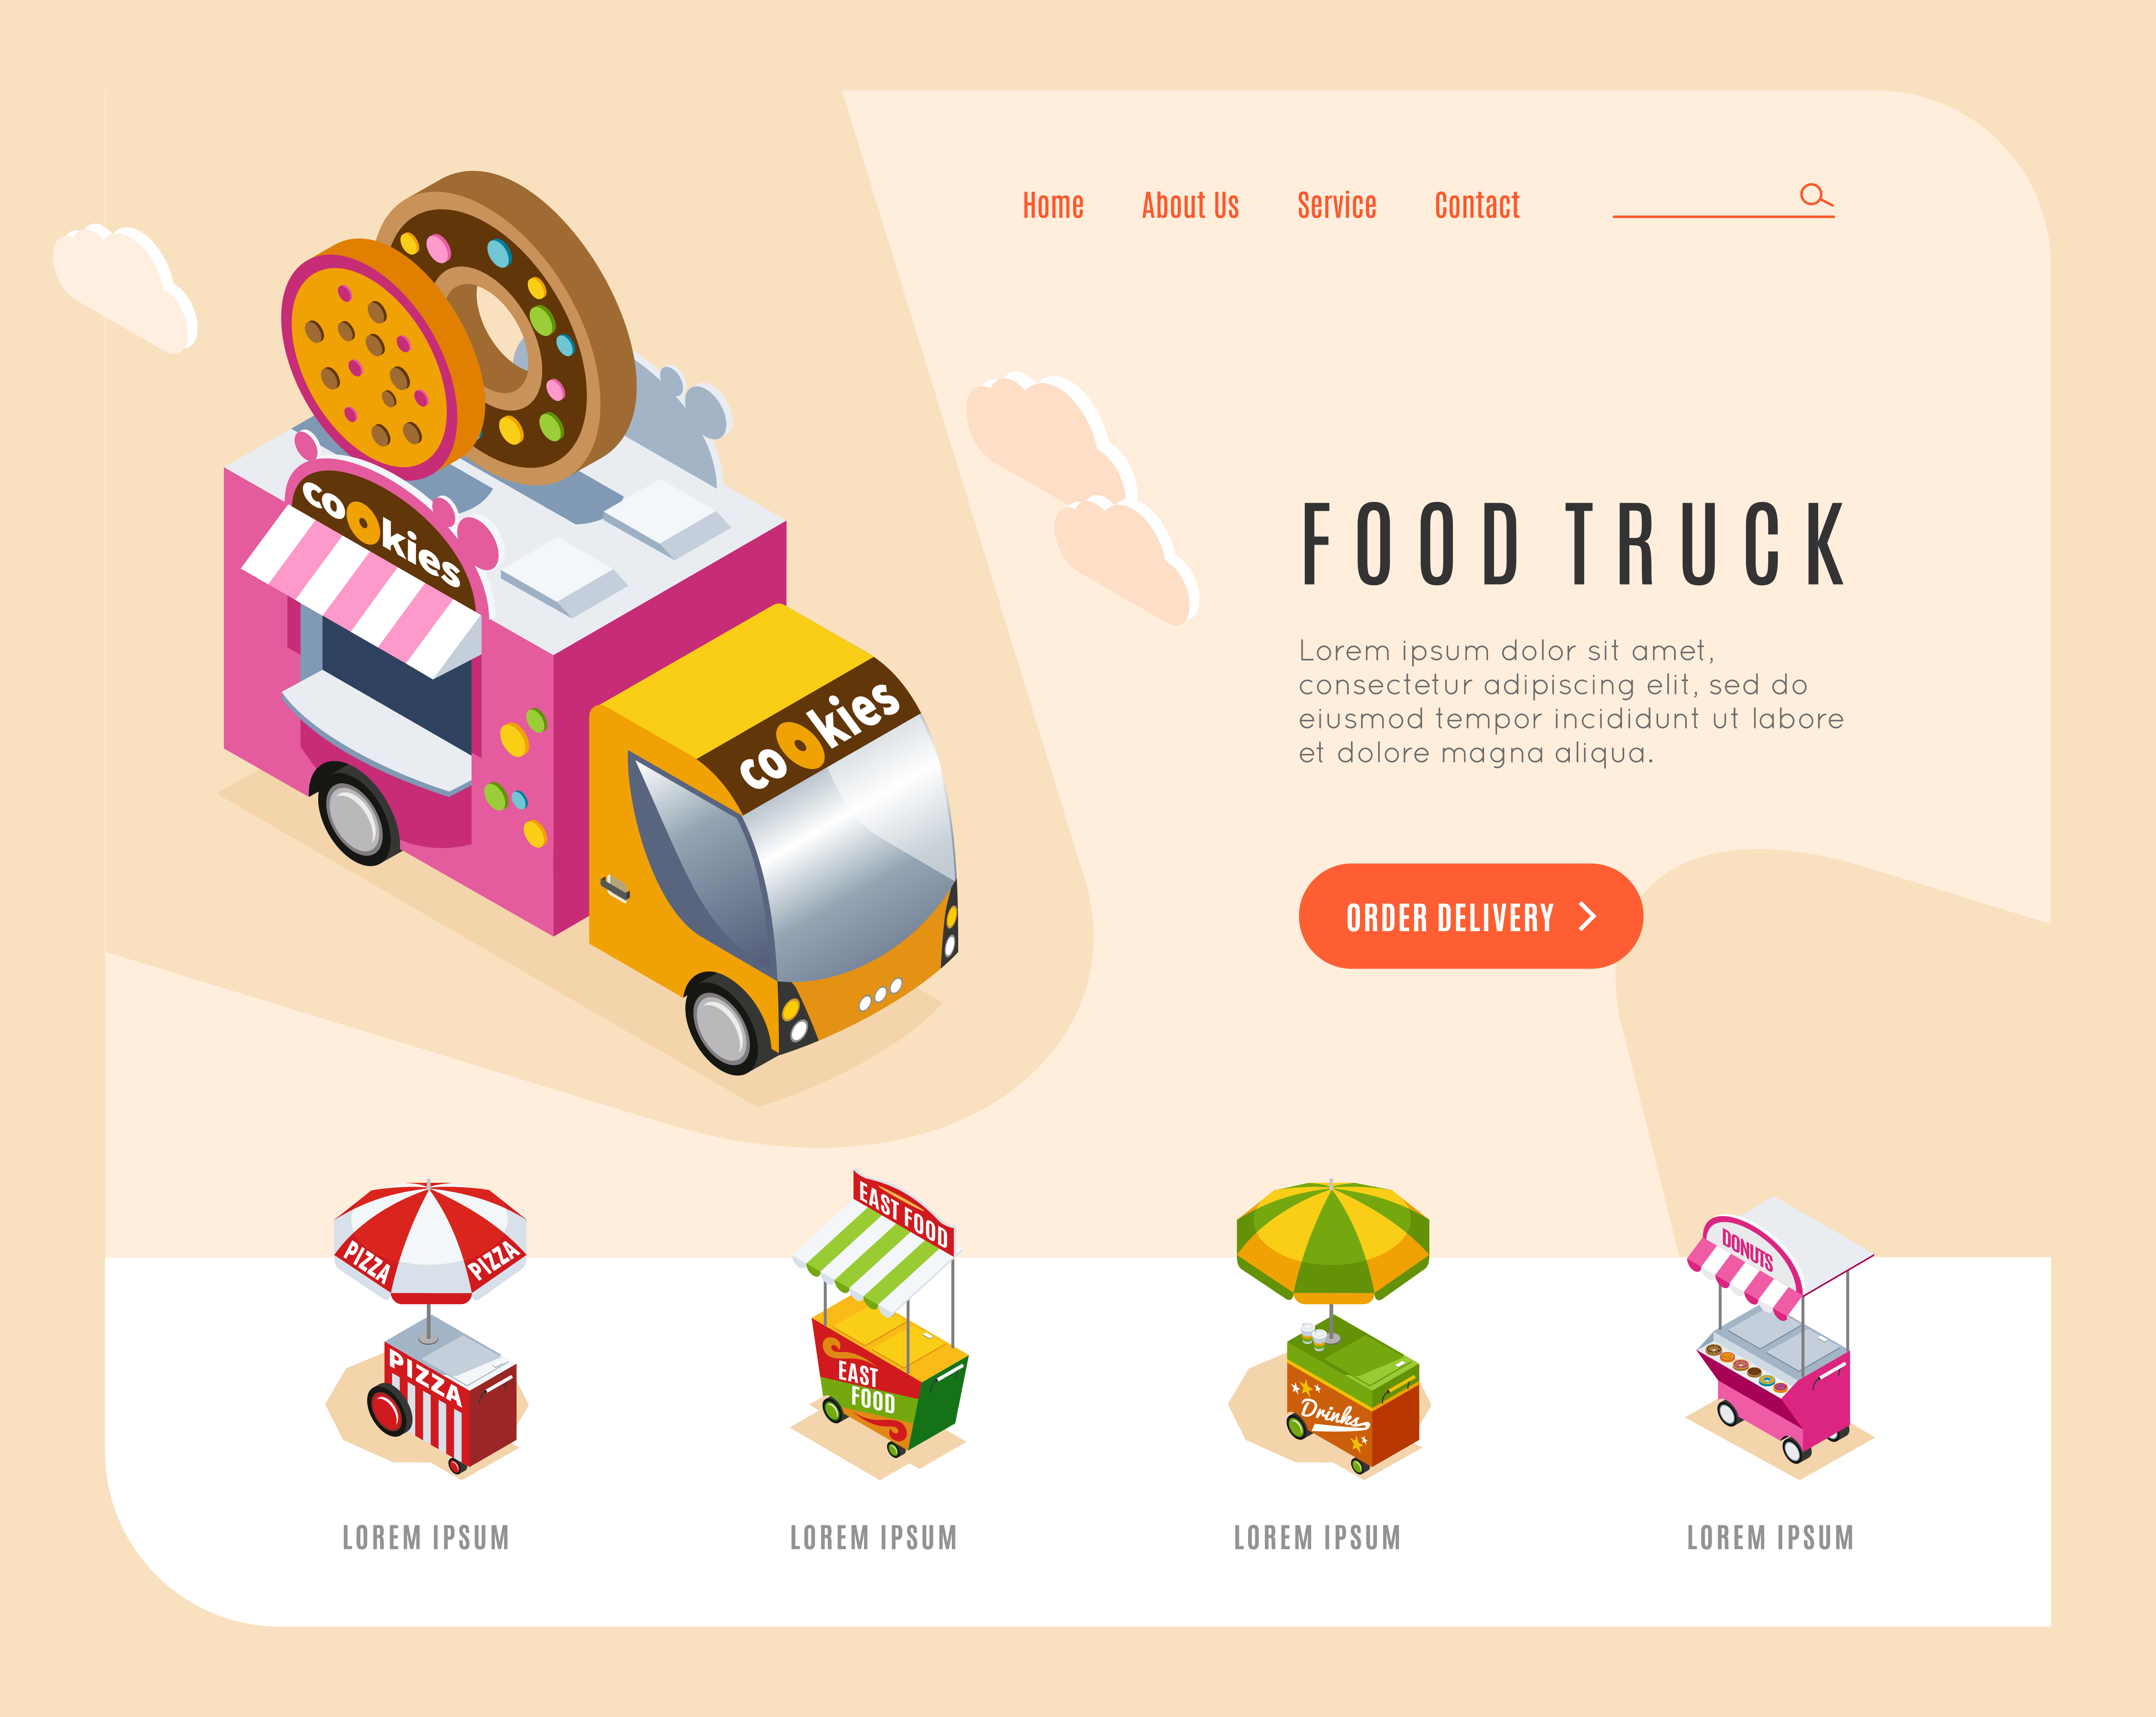 Home About Us Service Contact
cookies
cookies
FOOD TRUCK
Lorem ipsum dolor sit amet,
consectetur adipiscing elit, sed do
eiusmod tempor incididunt ut labore
et dolore magna aliqua.
ORDER DELIVERY
PIZZA PIZZA
PIZZA
EAST FOOD
EAST
FOOD
Drinks
DONUTS
LOREM IPSUM LOREM IPSUM LOREM IPSUM LOREM IPSUM